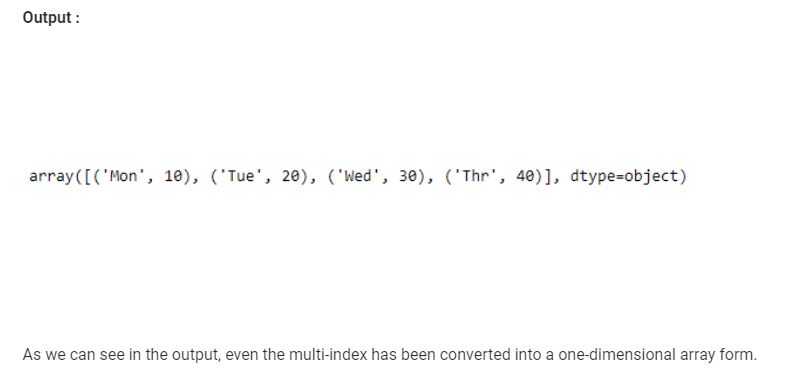 Output :
array([('Mon', 10), ('Tue', 20), ('Wed', 30), ('Thr', 40)], dtype=object)
As we can see in the output, even the multi-index has been converted into a one-dimensional array form.